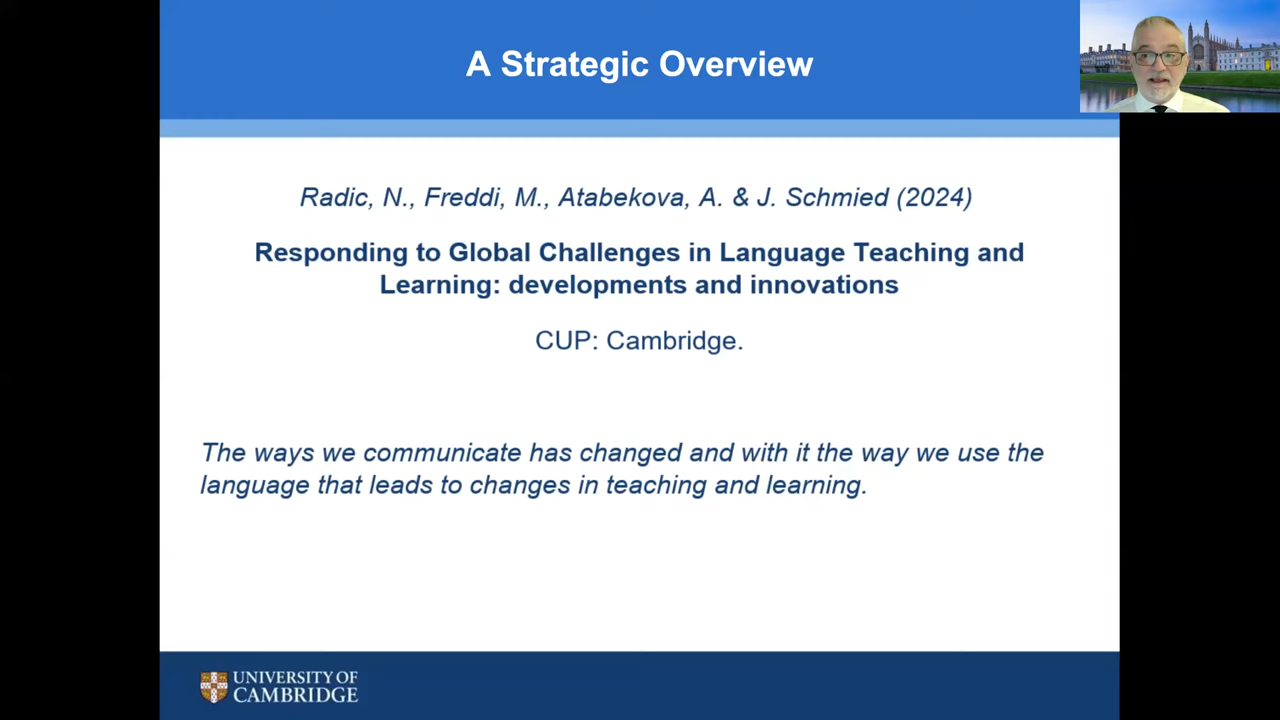 A Strategic Overview
Radic, N., Freddi, M., Atabekova, A. & J. Schmied (2024)
Responding to Global Challenges in Language Teaching and
Learning: developments and innovations
CUP: Cambridge.
The ways we communicate has changed and with it the way we use the
language that leads to changes in teaching and learning.
UNIVERSITY OF
CAMBRIDGE